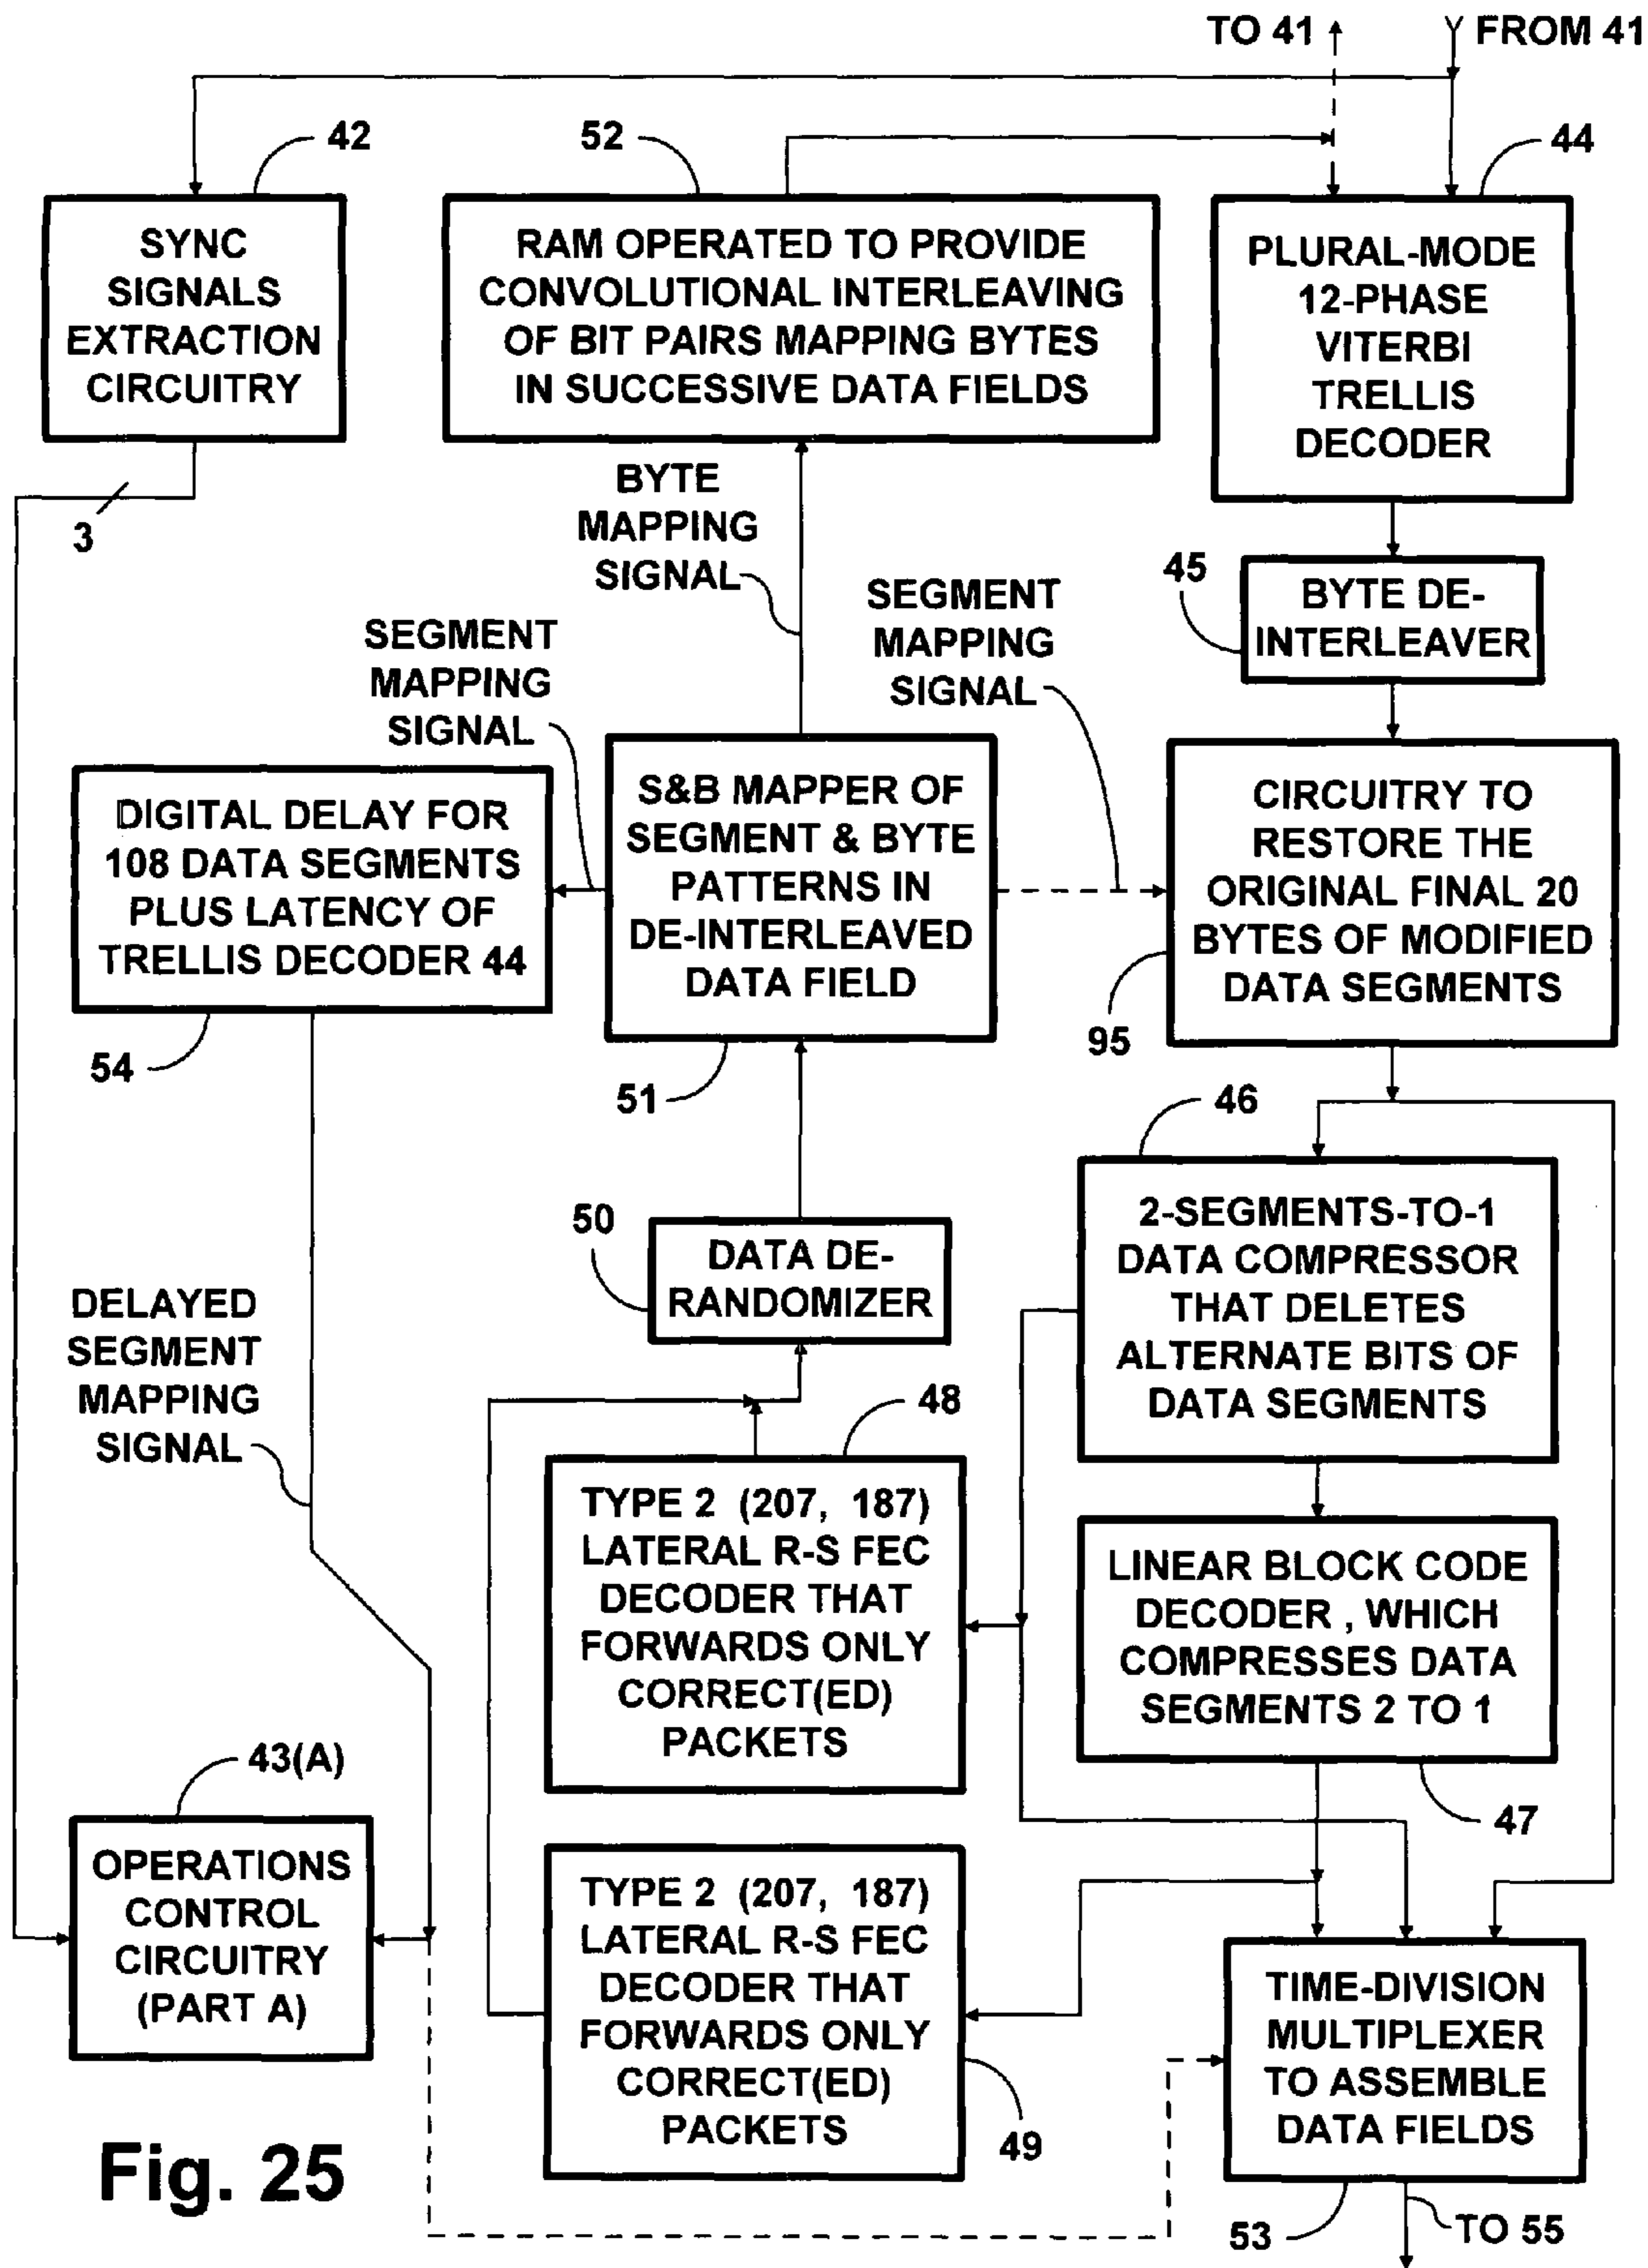 TO 41
FROM 41
42
52
44
SYNC
SIGNALS
EXTRACTION
CIRCUITRY
RAM OPERATED TO PROVIDE
CONVOLUTIONAL INTERLEAVING
OF BIT PAIRS MAPPING BYTES
IN SUCCESSIVE DATA FIELDS
PLURAL-MODE
12-PHASE
VITERBI
TRELLIS
DECODER
3
BYTE
MAPPING
SIGNAL
SEGMENT
MAPPING
SIGNAL
45
BYTE DE-
INTERLEAVER
SEGMENT
MAPPING
SIGNAL
DIGITAL DELAY FOR
108 DATA SEGMENTS
PLUS LATENCY OF
TRELLIS DECODER 44
54
S&B MAPPER OF
SEGMENT & BYTE
PATTERNS IN
DE-INTERLEAVED
DATA FIELD
51
CIRCUITRY TO
RESTORE THE
ORIGINAL FINAL 20
BYTES OF MODIFIED
DATA SEGMENTS
95
46
2-SEGMENTS-TO-1
DATA COMPRESSOR
THAT DELETES
ALTERNATE BITS OF
DATA SEGMENTS
50
DATA DE-
RANDOMIZER
DELAYED
SEGMENT
MAPPING
SIGNAL
48
TYPE 2 (207, 187)
LATERAL R-S FEC
DECODER THAT
FORWARDS ONLY
CORRECT(ED)
PACKETS
LINEAR BLOCK CODE
DECODER , WHICH
COMPRESSES DATA
SEGMENTS 2 TO 1
47
43(A)
OPERATIONS
CONTROL
CIRCUITRY
(PART A)
TYPE 2 (207, 187)
LATERAL R-S FEC
DECODER THAT
FORWARDS ONLY
CORRECT(ED)
PACKETS
49
TIME-DIVISION
MULTIPLEXER
TO ASSEMBLE
DATA FIELDS
53
TO 55
Fig. 25